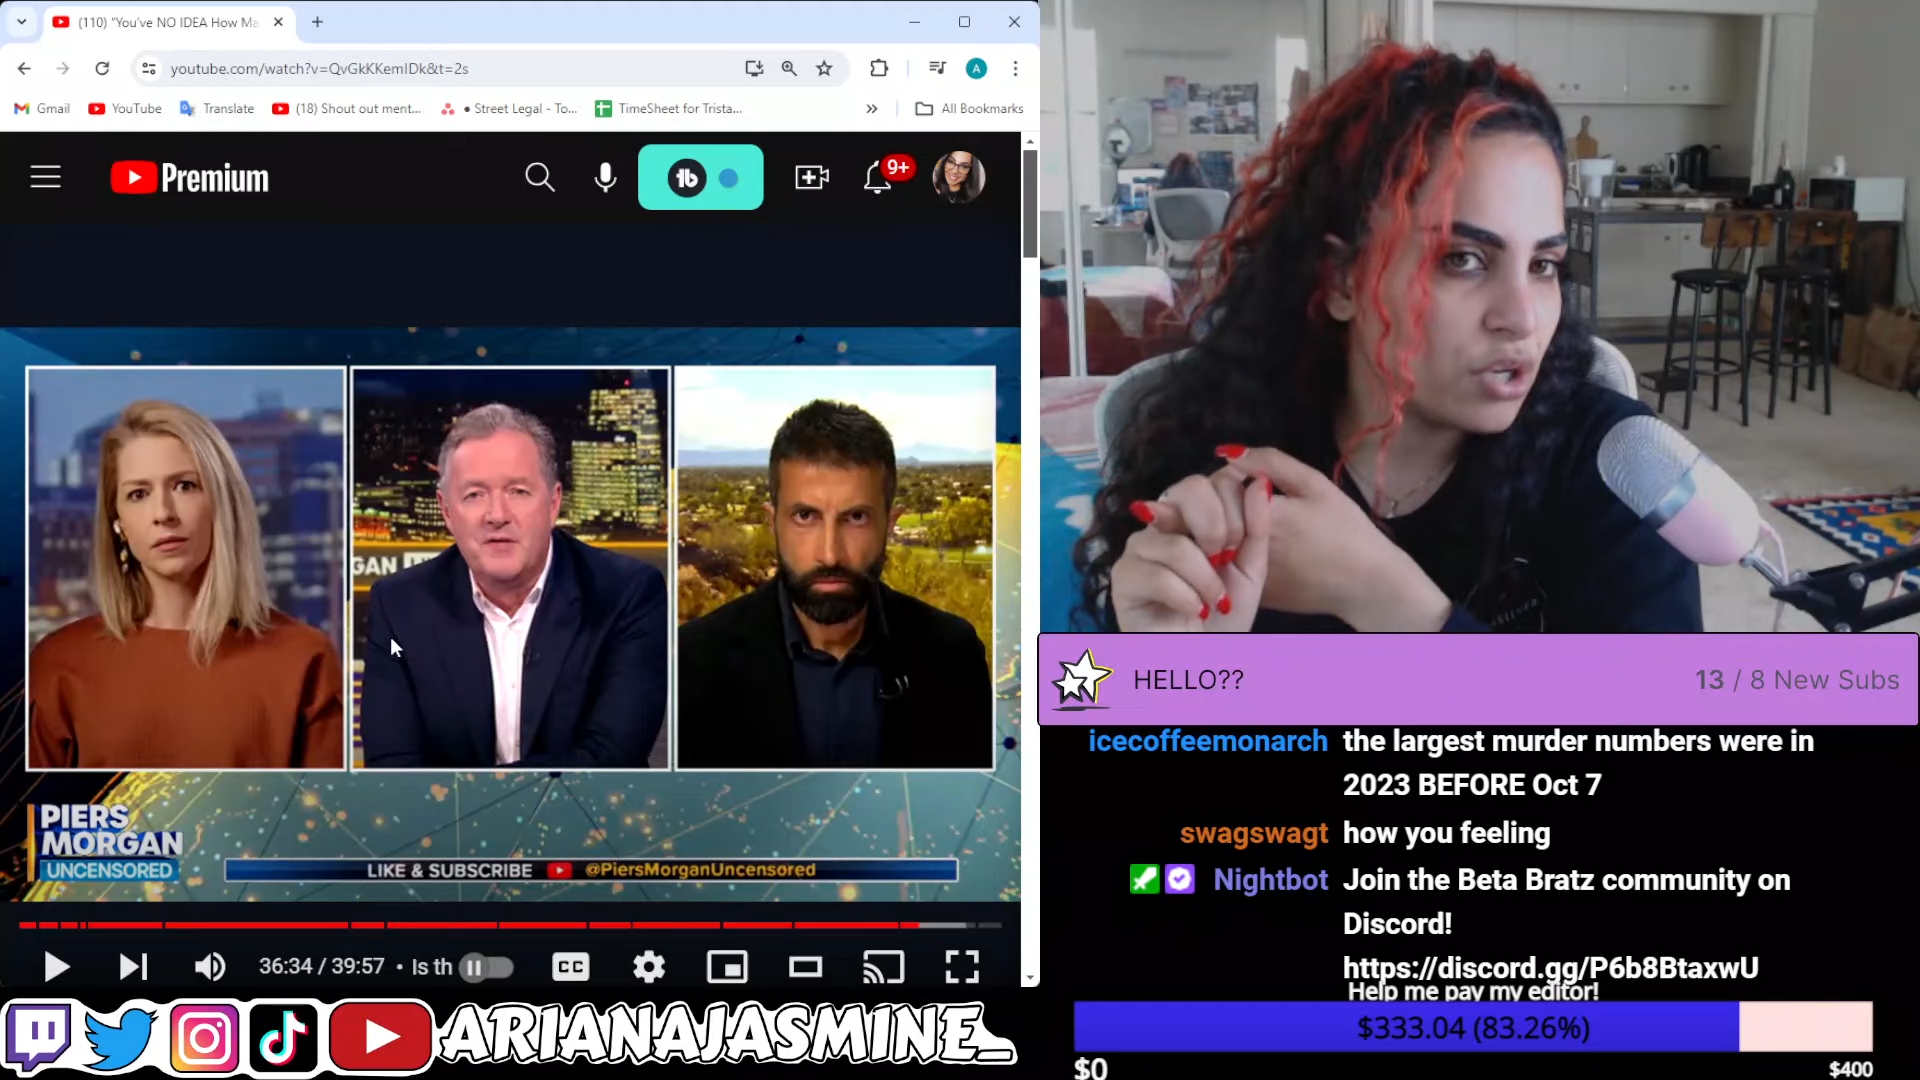 (110) "You've NO IDEA How Ma
youtube.com/watch?v=QvGkKKemIDk&t=2s
A
Gmail
YouTube
Translate
(18) Shout out ment...
• Street Legal - To...
TimeSheet for Trista...
»
All Bookmarks
Premium
9+
GAN
PIERS
MORGAN
UNCENSORED
LIKE & SUBSCRIBE
@PiersMorganUncensored
36:34 / 39:57 • Is th
CC
ARIANAJASMINE_
HELLO??
13 / 8 New Subs
icecoffeemonarch the largest murder numbers were in
2023 BEFORE Oct 7
swagswagt how you feeling
Nightbot Join the Beta Bratz community on
Discord!
https://discord.gg/P6b8BtaxwU
Help me pay my editor!
$333.04 (83.26%)
$0
$400